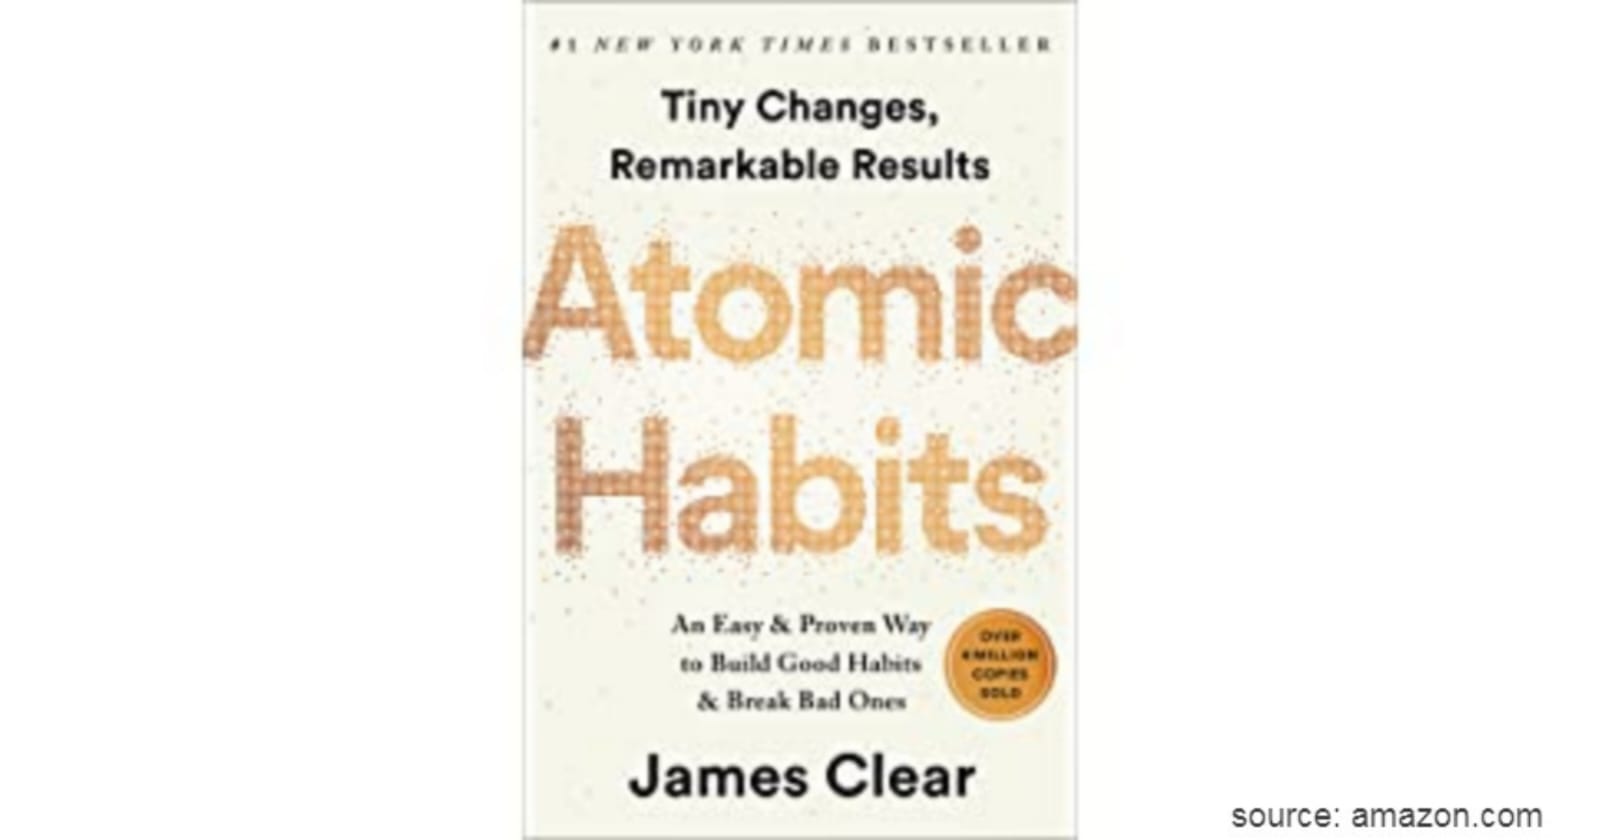 #1 NEW YORK TIMES BESTSELLER
Tiny Changes,
Remarkable Results
Atomic
Habits
An Easy & Proven Way
to Build Good Habits
& Break Bad Ones
OVER
4 MILLION
COPIES
SOLD
James Clear
source: amazon.com